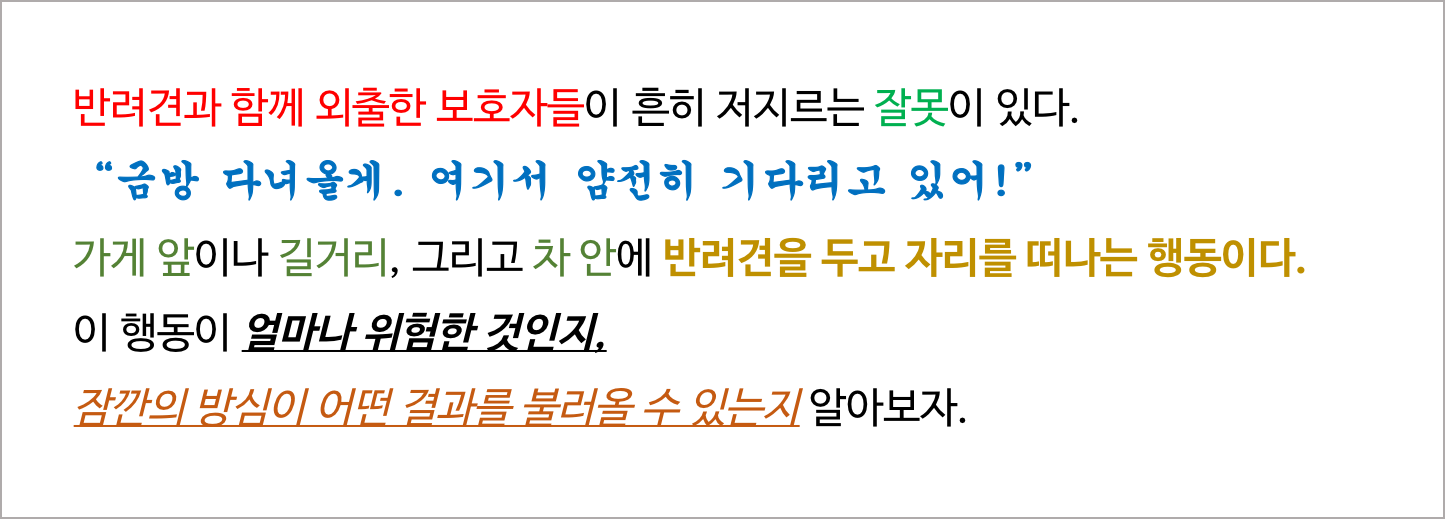 반려견과 함께 외출한 보호자들이 흔히 저지르는 잘못이 있다.
“금방 다녀올게. 여기서 얌전히 기다리고 있어!”
가게 앞이나 길거리, 그리고 차 안에 반려견을 두고 자리를 떠나는 행동이다.
이 행동이 얼마나 위험한 것인지,
잠깐의 방심이 어떤 결과를 불러올 수 있는지 알아보자.